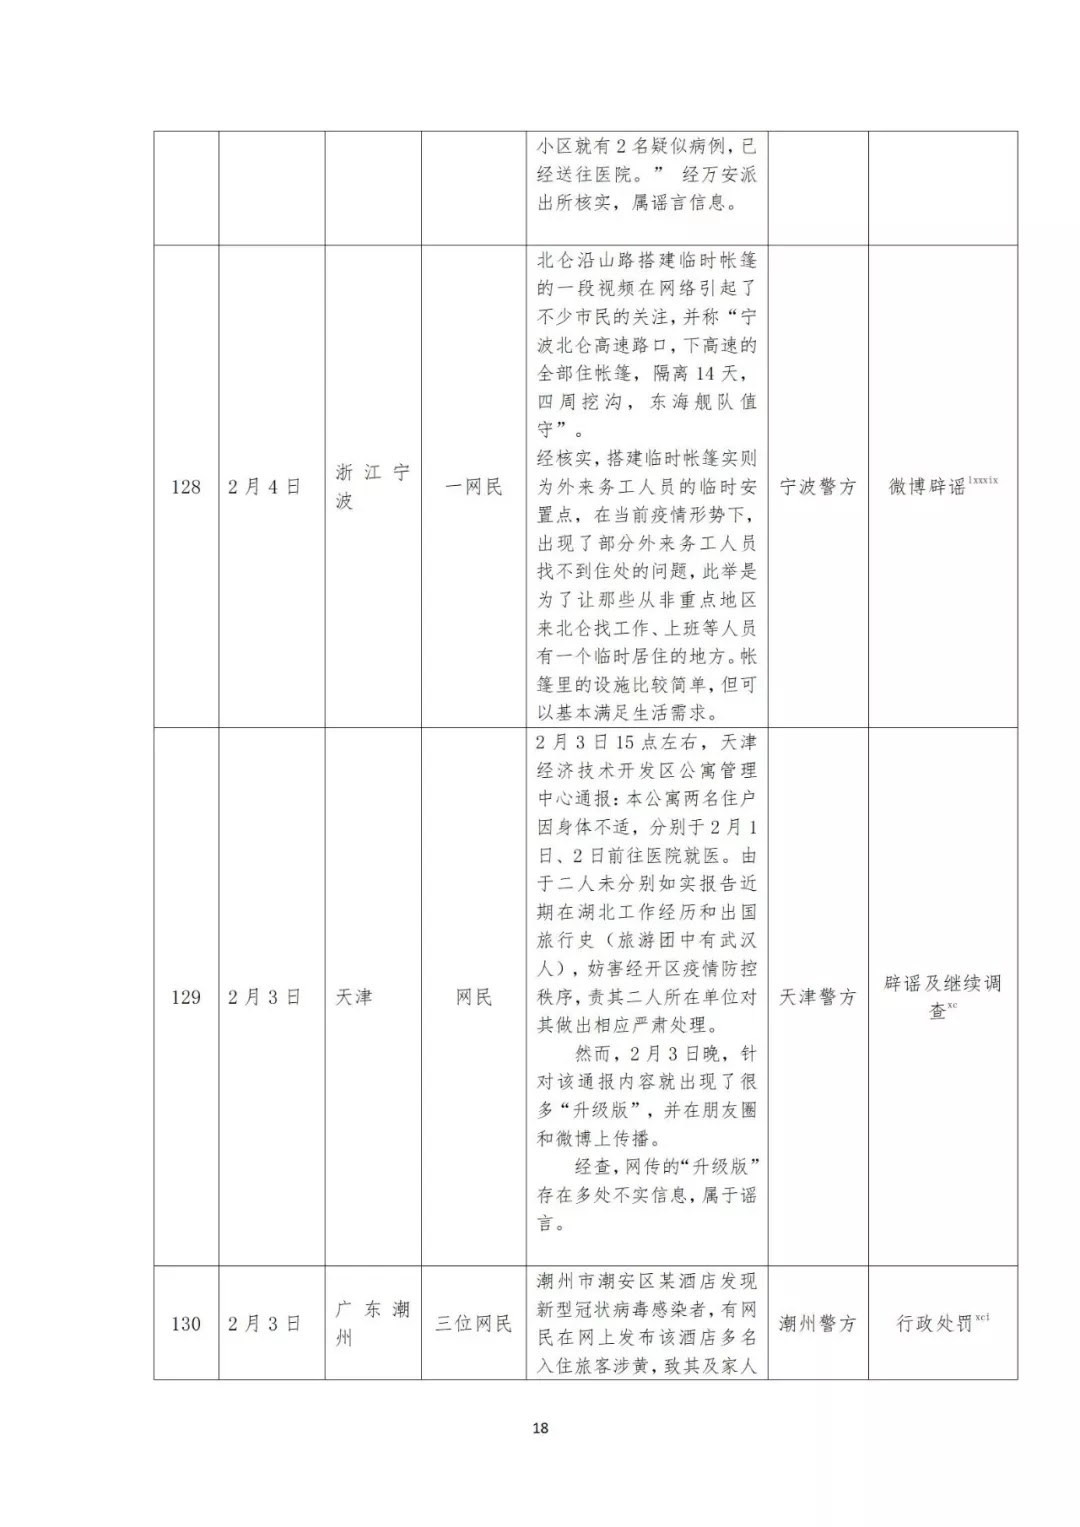 小区就有 2 名疑似病例，已
经送往医院。” 经万安派
出所核实，属谣言信息。
128
2 月 4 日
浙江宁
波
一网民
北仑沿山路搭建临时帐篷
的一段视频在网络引起了
不少市民的关注，并称“宁
波北仑高速路口，下高速的
全部住帐篷，隔离 14 天，
四周挖沟，东海舰队值
守”。
经核实，搭建临时帐篷实则
为外来务工人员的临时安
置点，在当前疫情形势下，
出现了部分外来务工人员
找不到住处的问题，此举是
为了让那些从非重点地区
来北仑找工作、上班等人员
有一个临时居住的地方。帐
篷里的设施比较简单，但可
以基本满足生活需求。
宁波警方
微博辟谣lxxxix
129
2 月 3 日
天津
网民
2 月 3 日 15 点左右，天津
经济技术开发区公寓管理
中心通报：本公寓两名住户
因身体不适，分别于 2 月 1
日、2 日前往医院就医。由
于二人未分别如实报告近
期在湖北工作经历和出国
旅行史（旅游团中有武汉
人），妨害经开区疫情防控
秩序，责其二人所在单位对
其做出相应严肃处理。
然而，2 月 3 日晚，针
对该通报内容就出现了很
多“升级版”，并在朋友圈
和微博上传播。
经查，网传的“升级版”
存在多处不实信息，属于谣
言。
天津警方
辟谣及继续调
查xc
130
2 月 3 日
广东潮
州
三位网民
潮州市潮安区某酒店发现
新型冠状病毒感染者，有网
民在网上发布该酒店多名
入住旅客涉黄，致其及家人
潮州警方
行政处罚xci
18